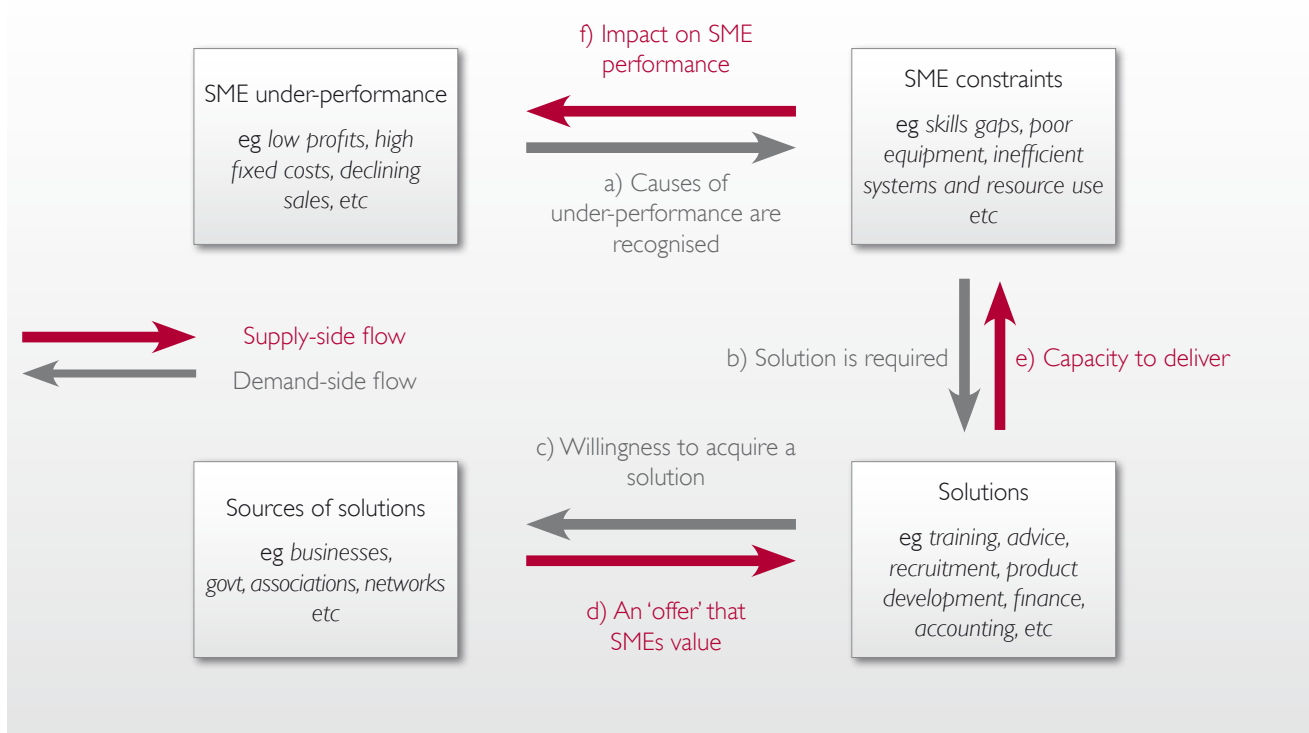 f) Impact on SME
performance
SME under-performance
eg low profits, high
fixed costs, declining
sales, etc
SME constraints
eg skills gaps, poor
equipment, inefficient
systems and resource use
etc
a) Causes of
under-performance are
recognised
Supply-side flow
Demand-side flow
b) Solution is required
e) Capacity to deliver
c) Willingness to acquire a
solution
Sources of solutions
eg businesses,
govt, associations, networks
etc
Solutions
eg training, advice,
recruitment, product
development, finance,
accounting, etc
d) An ‘offer’ that
SMEs value